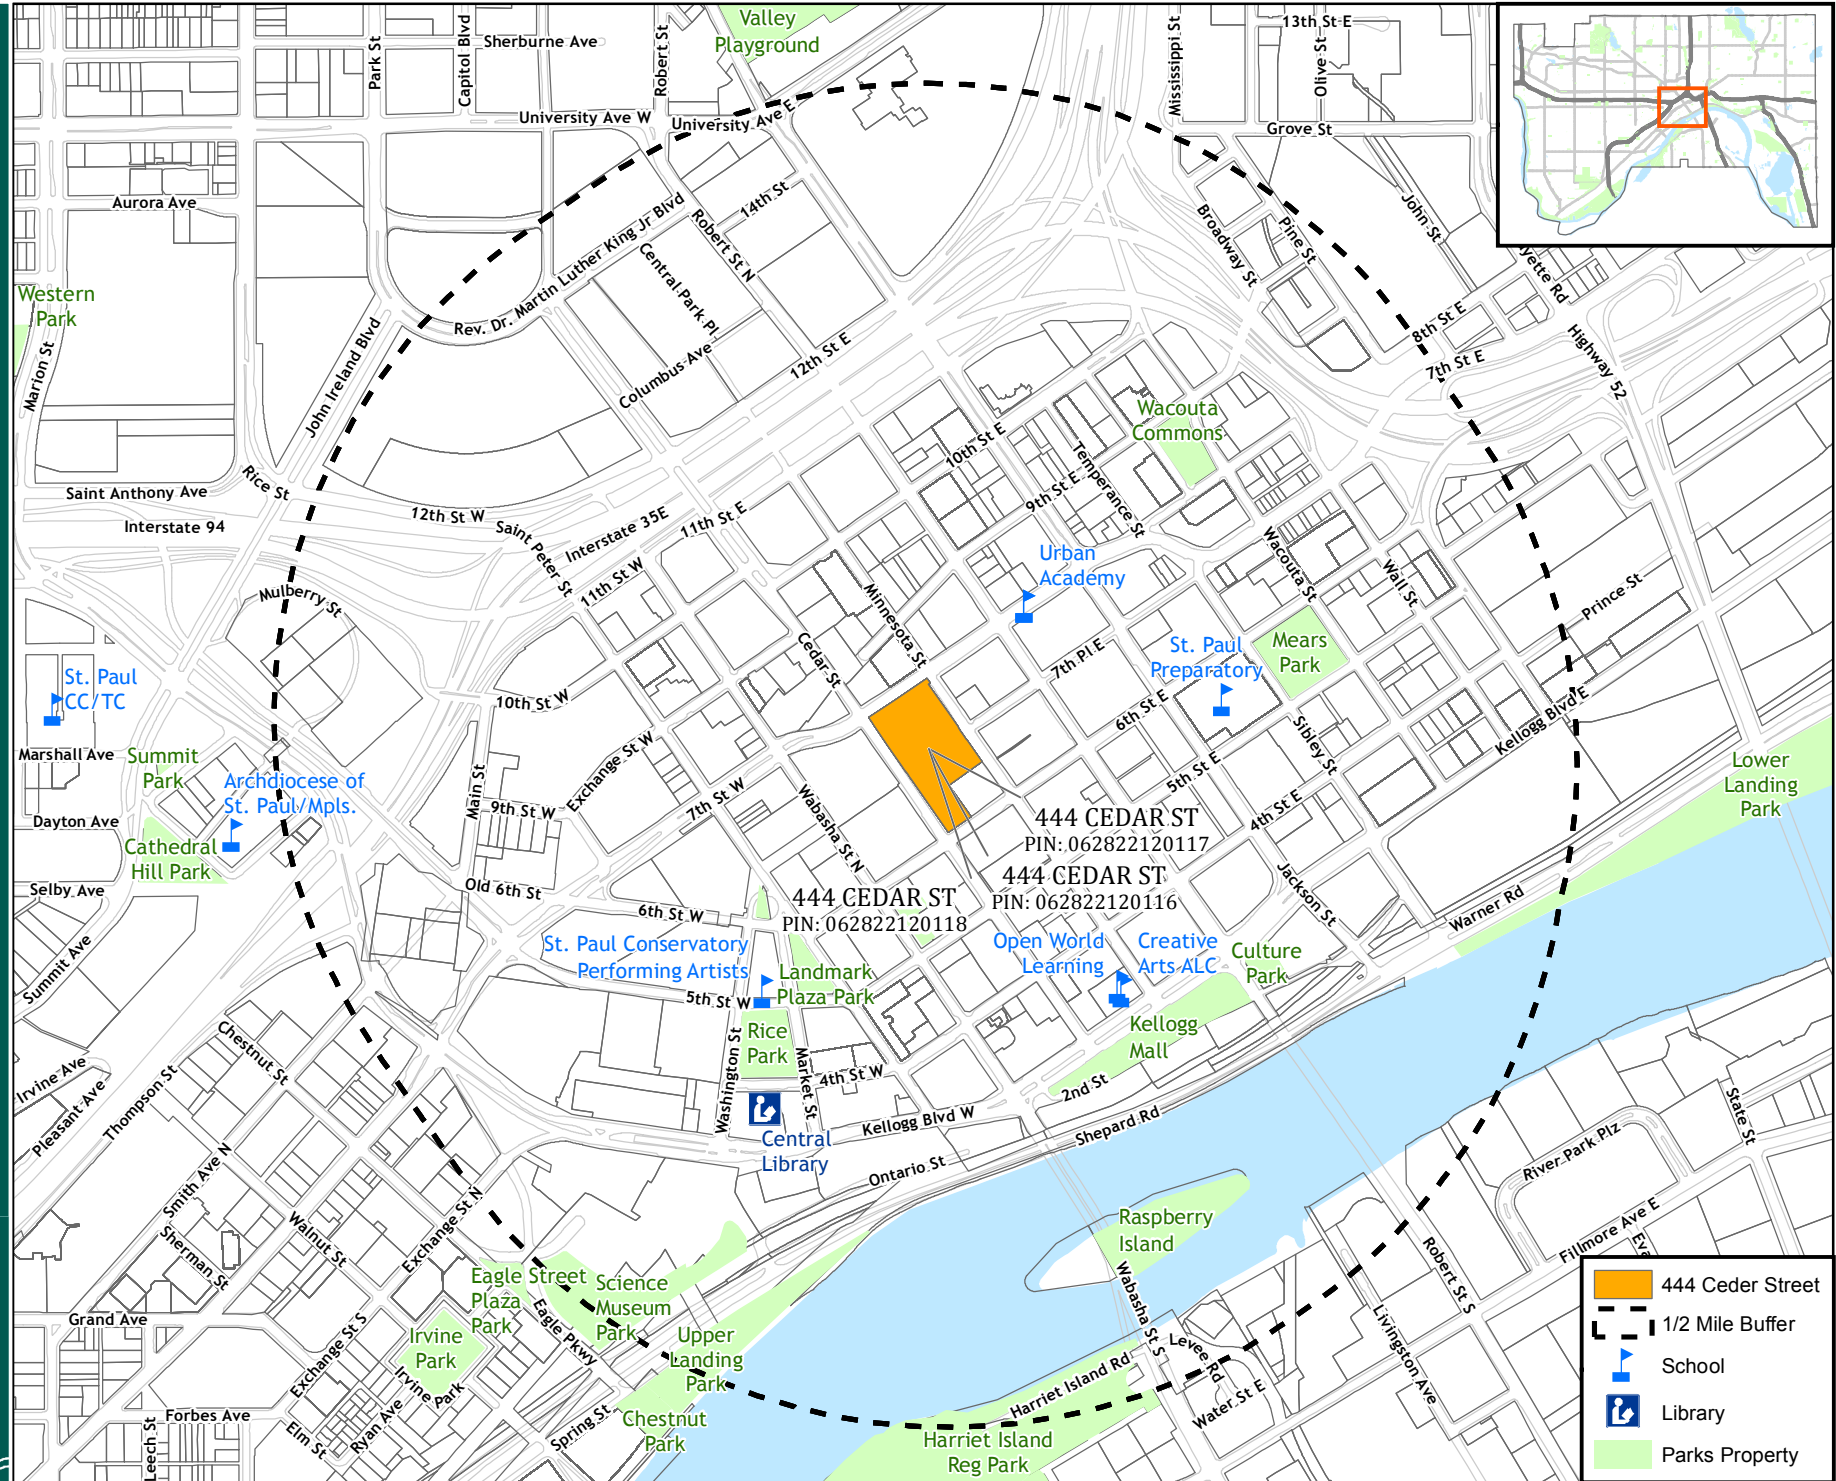 Valley
Playground
13th St E
Sherburne Ave
Park St
Capitol Blvd
Robert St
Mississippi St
Olive St
University Ave W
University Ave E
Grove St
Aurora Ave
14th St
Rev. Dr. Martin Luther King Jr Blvd
Robert St N
Central Park Pl
Broadway St
Pine St
John St
yette Rd
Western
Park
Marion St
John Ireland Blvd
Columbus Ave
12th St E
8th St E
7th St E
Highway 52
Wacouta
Commons
10th St E
Temperance St
9th St E
Rice St
Saint Anthony Ave
Interstate 94
12th St W
Saint Peter St
Interstate 35E
11th St E
11th St W
Mulberry St
Urban
Academy
Minnesota St
Cedar St
Wacouta St
Wall St
Prince St
7th Pl E
St. Paul
Preparatory
Mears
Park
St. Paul
CC/TC
10th St W
6th St E
Sibley St
Kellogg Blvd E
Marshall Ave
Summit
Park
Archdiocese of
St. Paul/Mpls.
Main St
Exchange St W
9th St W
7th St W
Wabasha St N
5th St E
4th St E
Lower
Landing
Park
Dayton Ave
Cathedral
Hill Park
444 CEDAR ST
PIN: 062822120117
444 CEDAR ST
PIN: 062822120116
444 CEDAR ST
PIN: 062822120118
Selby Ave
Old 6th St
6th St W
Jackson St
Warner Rd
Summit Ave
St. Paul Conservatory
Performing Artists
Landmark
Plaza Park
5th St W
Open World
Learning
Creative
Arts ALC
Culture
Park
Kellogg
Mall
Rice
Park
Washington St
Market St
4th St W
2nd St
Kellogg Blvd W
Shepard Rd
Central
Library
Ontario St
Chestnut St
Irvine Ave
Pleasant Ave
Thompson St
Smith Ave N
Sherman St
Walnut St
Exchange St N
State St
River Park Plz
Fillmore Ave E
Eva
Raspberry
Island
Wabasha St S
Robert St S
Livingston Ave
Levee Rd
Water St E
Harriet Island Rd
Harriet Island
Reg Park
Eagle Street
Plaza
Park
Science
Museum
Park
Eagle Pkwy
Upper
Landing
Park
Chestnut
Park
Spring St
Grand Ave
Irvine
Park
Exchange St S
Irvine Park
Ryan Ave
Elm St
Forbes Ave
Leech St
444 Ceder Street
1/2 Mile Buffer
School
Library
Parks Property